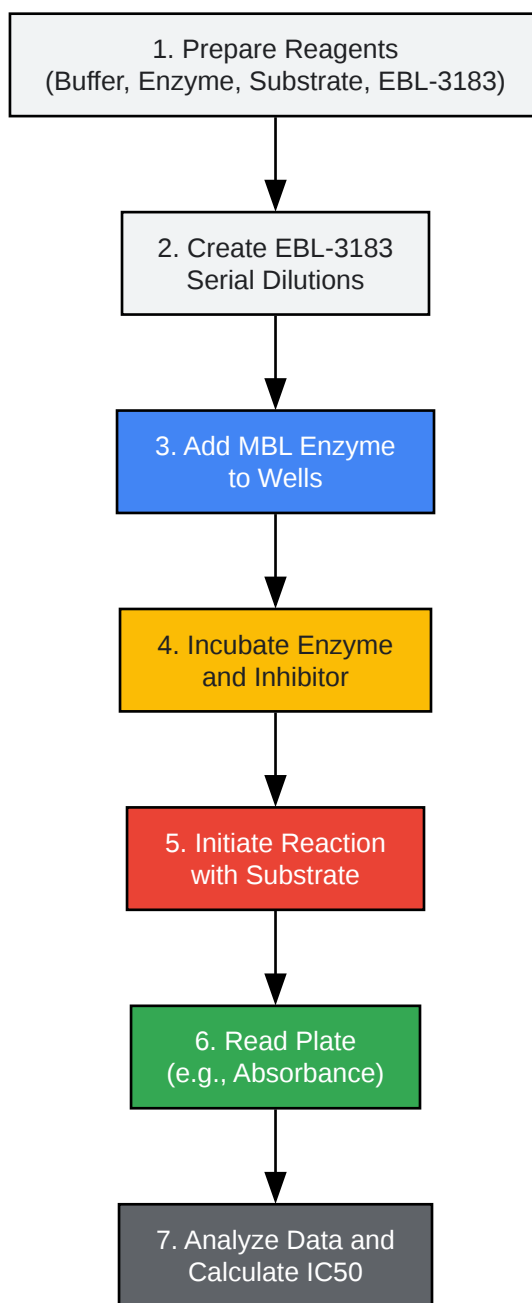 1. Prepare Reagents
(Buffer, Enzyme, Substrate, EBL-3183)
2. Create EBL-3183
Serial Dilutions
3. Add MBL Enzyme
to Wells
4. Incubate Enzyme
and Inhibitor
5. Initiate Reaction
with Substrate
6. Read Plate
(e.g., Absorbance)
7. Analyze Data and
Calculate IC50